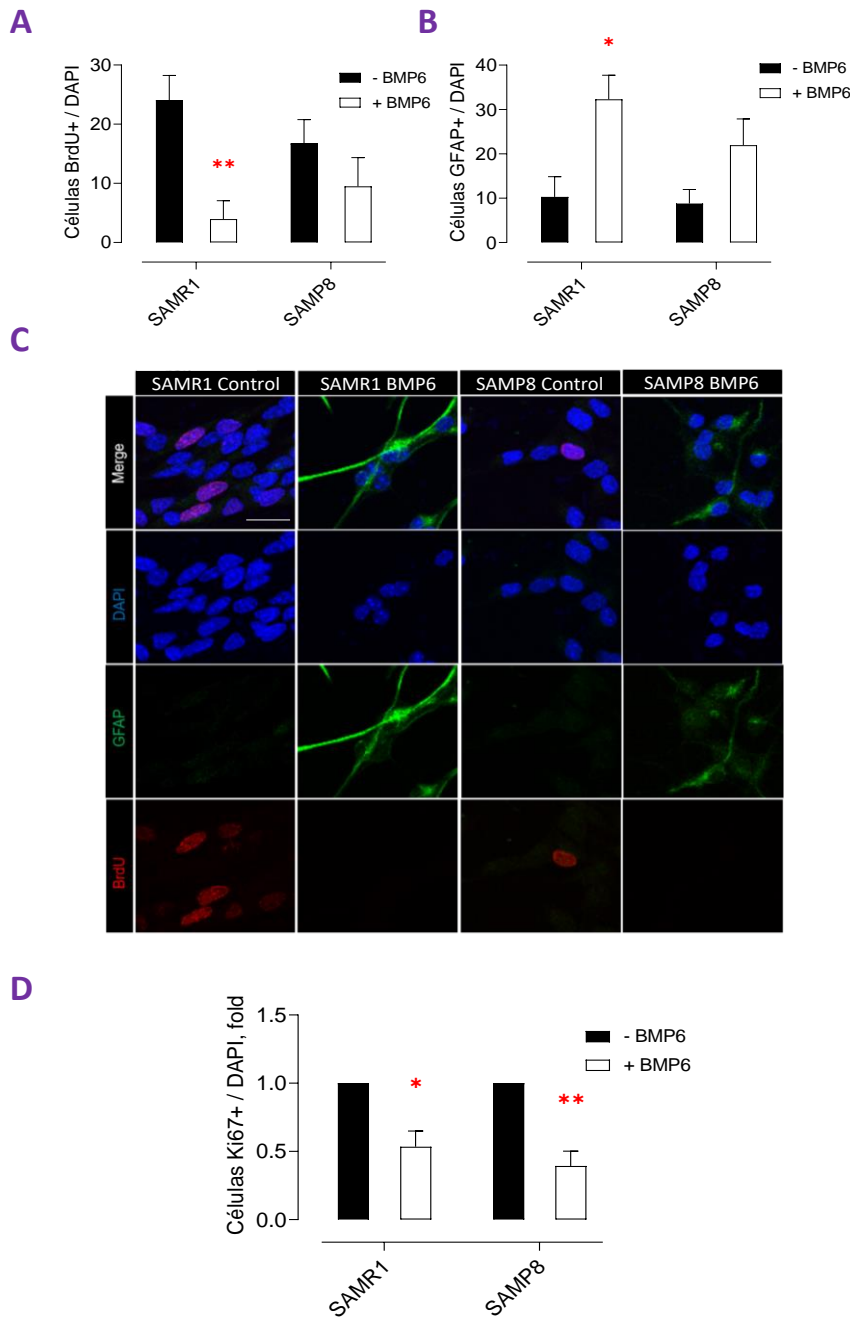 A
Células BrdU+ / DAPI
30
20
10
0
**
- BMP6
+ BMP6
SAMR1
SAMP8
B
Células GFAP+ / DAPI
40
30
20
10
0
*
- BMP6
+ BMP6
SAMR1
SAMP8
C
SAMR1 Control
SAMR1 BMP6
SAMP8 Control
SAMP8 BMP6
Merge
DAPI
GFAP
BrdU
D
Células Ki67+ / DAPI, fold
1.5
1.0
0.5
0.0
*
**
- BMP6
+ BMP6
SAMR1
SAMP8